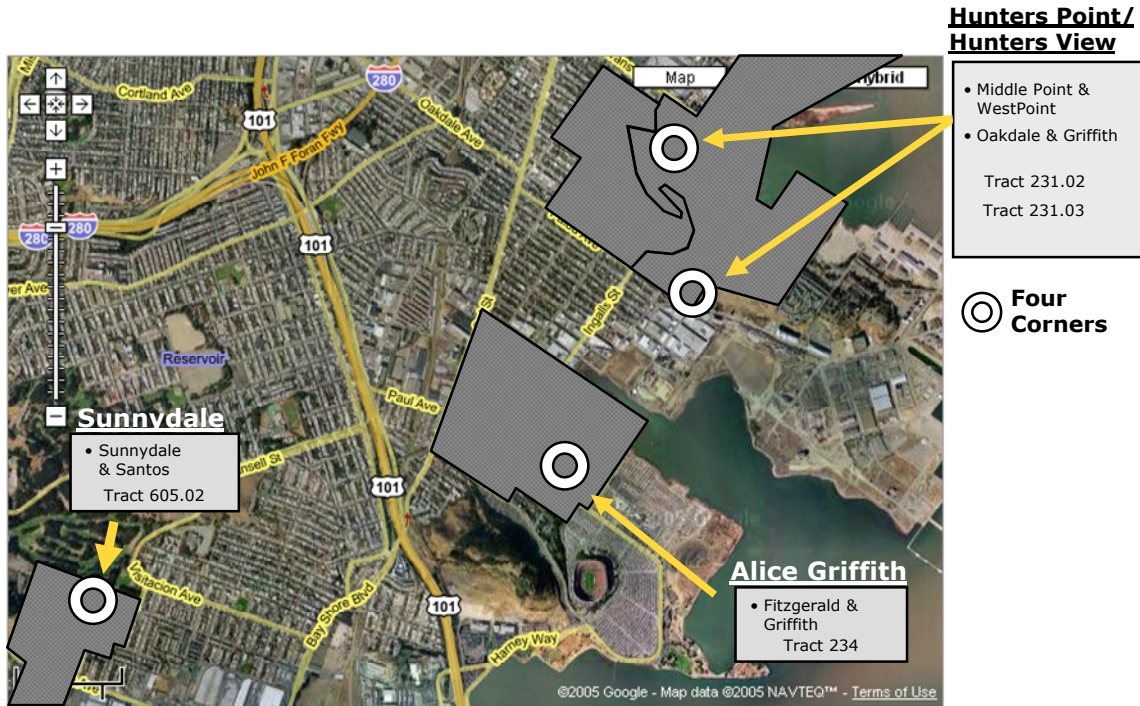 Hunters Point/
Hunters View
• Middle Point &
WestPoint
• Oakdale & Griffith
Tract 231.02
Tract 231.03
Four
Corners
Map
Hybrid
Cortland Ave
280
101
Oakdale Ave
John F Foran Fwy
280
280
101
Ingalls St
Reservoir
Paul Ave
Sunnydale
• Sunnydale
& Santos
Tract 605.02
101
Visitacion Ave
Bay Shore Blvd
101
Harney Way
Alice Griffith
• Fitzgerald &
Griffith
Tract 234
©2005 Google - Map data ©2005 NAVTEQ™ - Terms of Use